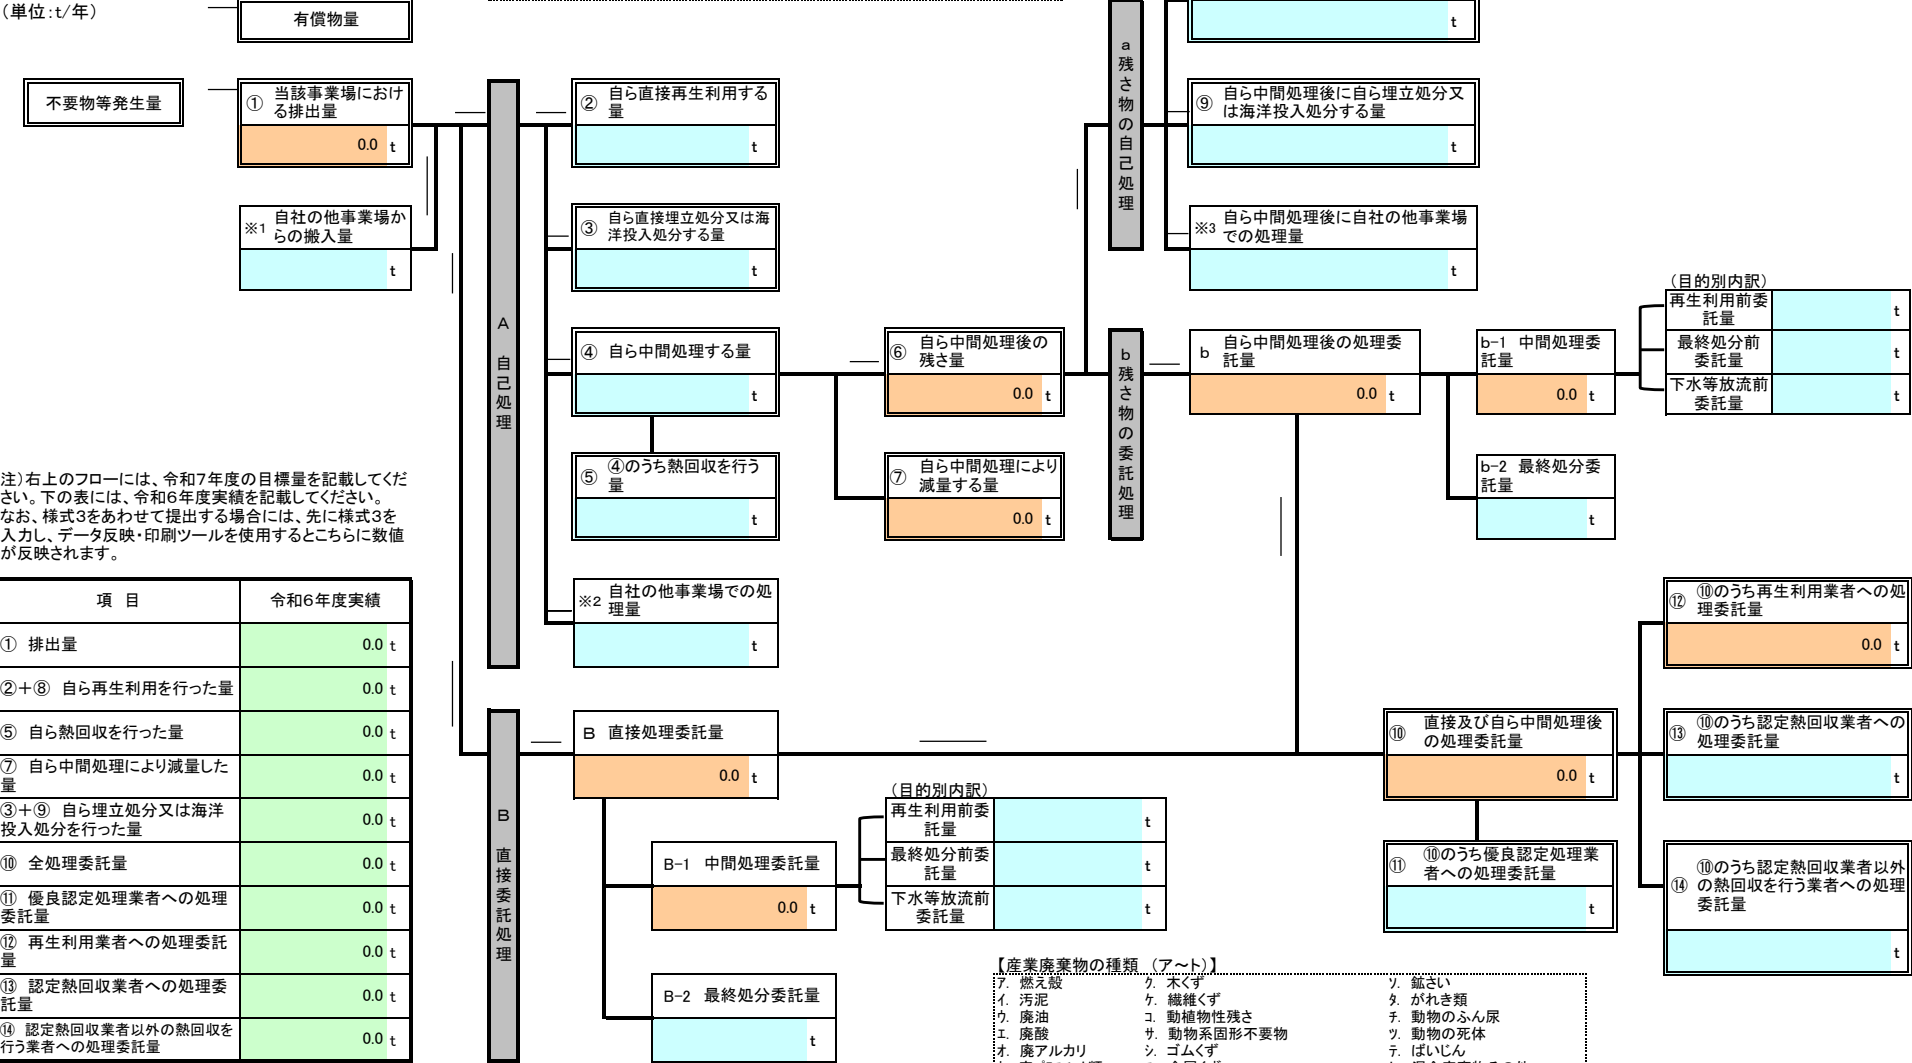 (単位:t/年)
有償物量
t
不要物等発生量
① 当該事業場におけ
る排出量
0.0 t
※1 自社の他事業場か
らの搬入量
t
A 自己処理
② 自ら直接再生利用する
量
t
③ 自ら直接埋立処分又は海
洋投入処分する量
t
④ 自ら中間処理する量
t
⑤ ④のうち熱回収を行う
量
t
※2 自社の他事業場での処
理量
t
⑥ 自ら中間処理後の
残さ量
0.0 t
⑦ 自ら中間処理により
減量する量
0.0 t
a 残さ物の自己処理
⑨ 自ら中間処理後に自ら埋立処分又
は海洋投入処分する量
t
※3 自ら中間処理後に自社の他事業場
での処理量
t
b 残さ物の委託処理
b 自ら中間処理後の処理委
託量
0.0 t
b-1 中間処理委
託量
0.0 t
b-2 最終処分委
託量
t
(目的別内訳)
再生利用前委
託量
t
最終処分前
委託量
t
下水等放流前
委託量
t
注)右上のフローには、令和7年度の目標量を記載してくだ
さい。下の表には、令和6年度実績を記載してください。
なお、様式3をあわせて提出する場合には、先に様式3を
入力し、データ反映・印刷ツールを使用するとこちらに数値
が反映されます。
項 目 令和6年度実績
① 排出量 0.0 t
②+⑧ 自ら再生利用を行った量 0.0 t
⑤ 自ら熱回収を行った量 0.0 t
⑦ 自ら中間処理により減量した
量 0.0 t
③+⑨ 自ら埋立処分又は海洋
投入処分を行った量 0.0 t
⑩ 全処理委託量 0.0 t
⑪ 優良認定処理業者への処理
委託量 0.0 t
⑫ 再生利用業者への処理委託
量 0.0 t
⑬ 認定熱回収業者への処理委
託量 0.0 t
⑭ 認定熱回収業者以外の熱回収を
行う業者への処理委託量 0.0 t
B 直接委託処理
B 直接処理委託量
0.0 t
B-1 中間処理委託量
0.0 t
B-2 最終処分委託量
t
(目的別内訳)
再生利用前委
託量
t
最終処分前委
託量
t
下水等放流前
委託量
t
⑩ 直接及び自ら中間処理後
の処理委託量
0.0 t
⑪ ⑩のうち優良認定処理業
者への処理委託量
t
⑫ ⑩のうち再生利用業者への処
理委託量
0.0 t
⑬ ⑩のうち認定熱回収業者への
処理委託量
t
⑭ ⑩のうち認定熱回収業者以外
の熱回収を行う業者への処理
委託量
t
【産業廃棄物の種類 (ア~ト)】
ア. 燃え殻 ク. 木くず ソ. 鉱さい
イ. 汚泥 ケ. 繊維くず タ. がれき類
ウ. 廃油 コ. 動植物性残さ チ. 動物のふん尿
エ. 廃酸 サ. 動物系固形不要物 ツ. 動物の死体
オ. 廃アルカリ シ. ゴムくず テ. ばいじん